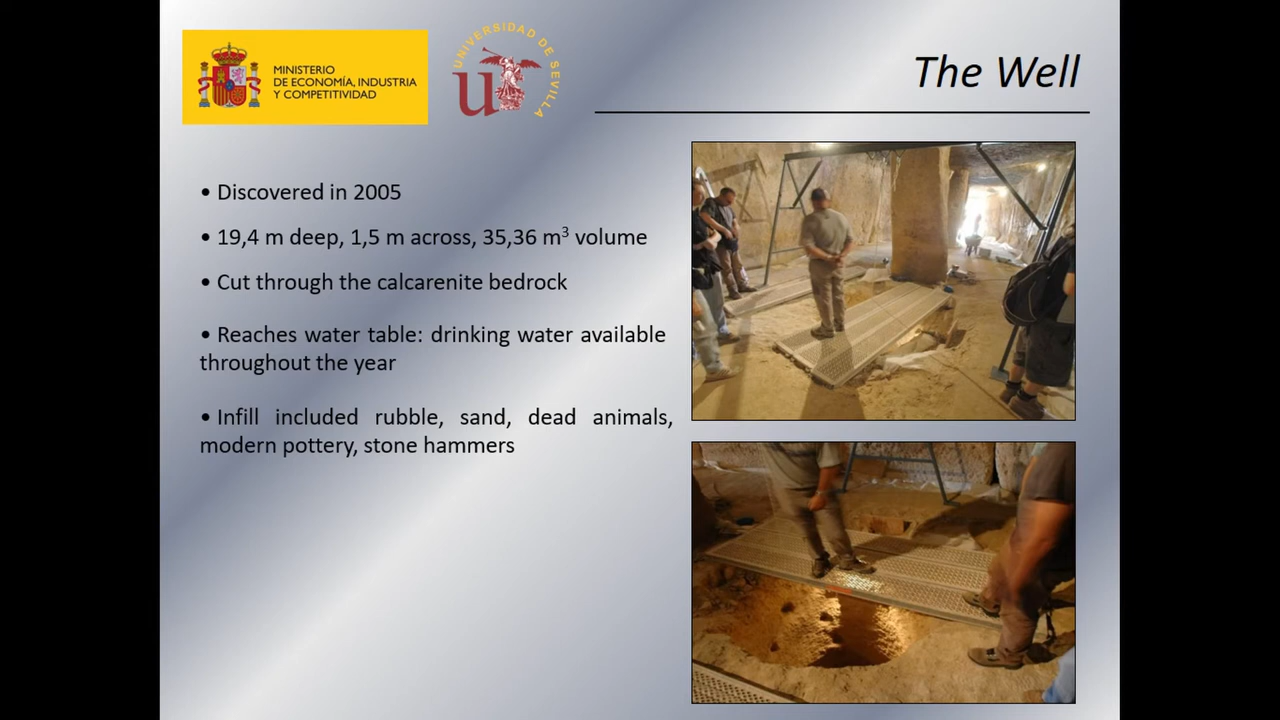 MINISTERIO
DE ECONOMÍA, INDUSTRIA
Y COMPETITIVIDAD
UNIVERSIDAD DE SEVILLA
The Well
• Discovered in 2005
• 19,4 m deep, 1,5 m across, 35,36 m³ volume
• Cut through the calcarenite bedrock
• Reaches water table: drinking water available
throughout the year
• Infill included rubble, sand, dead animals,
modern pottery, stone hammers